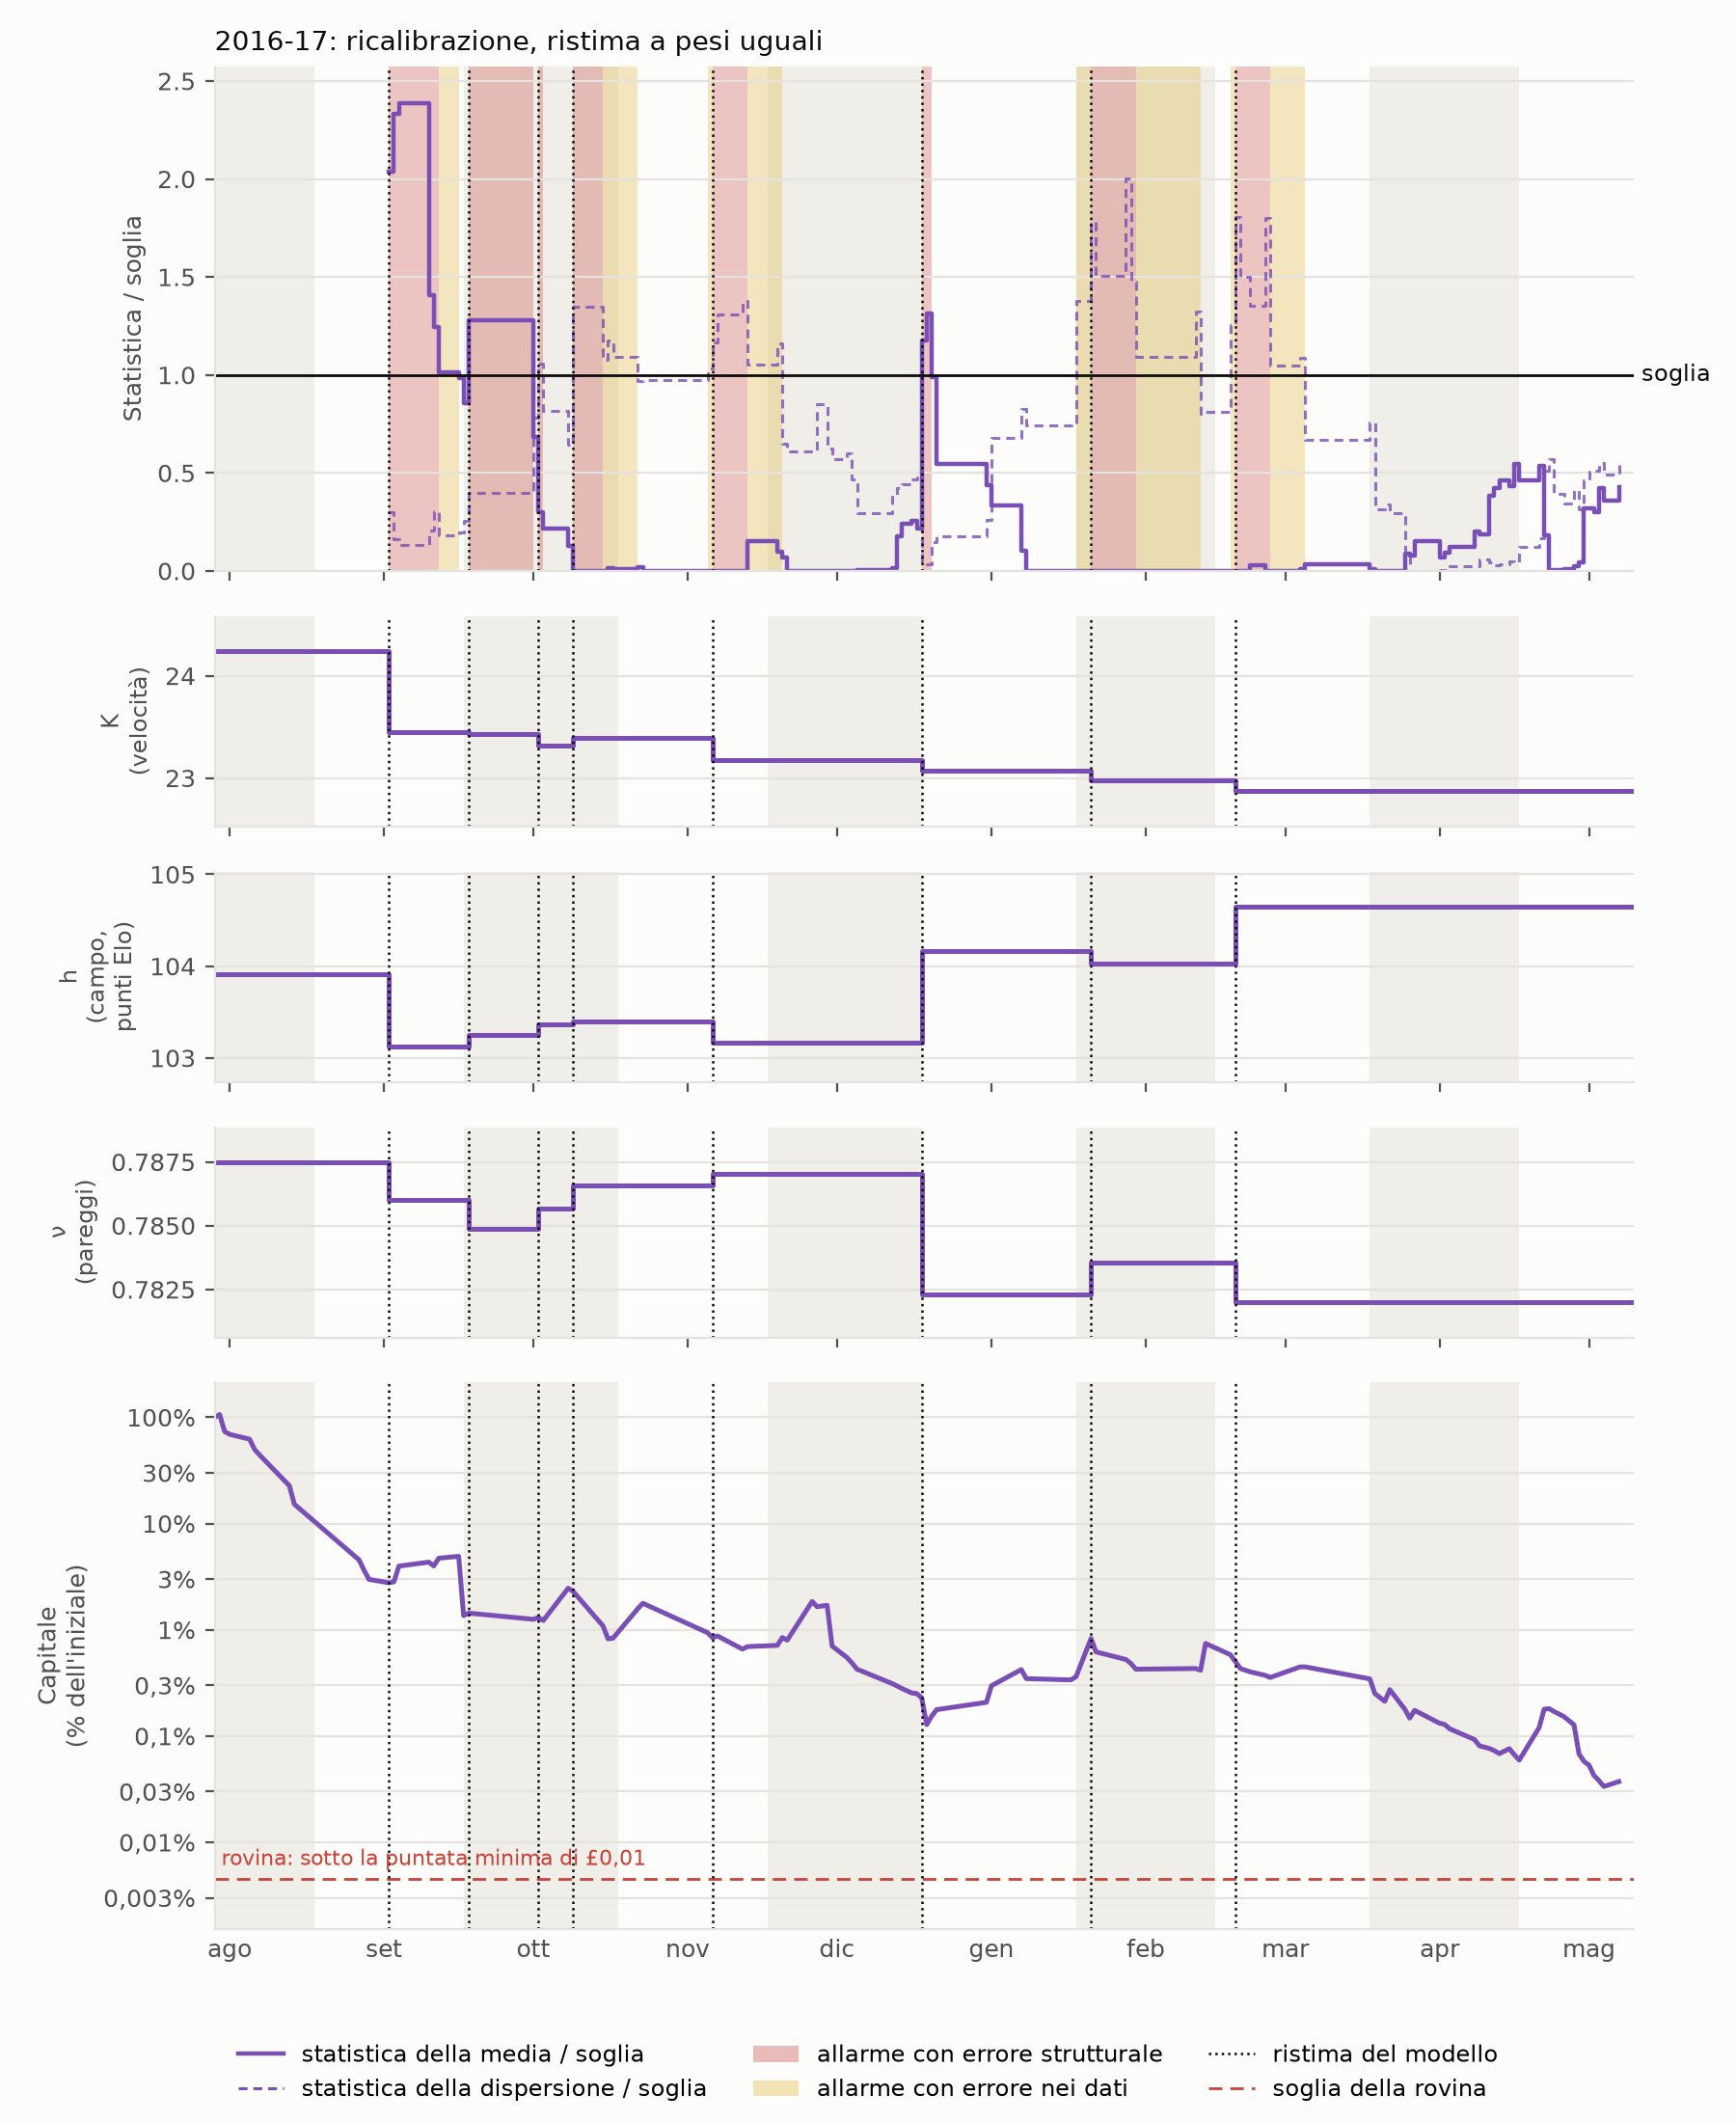 2016-17: ricalibrazione, ristima a pesi uguali
2.5
2.0
1.5
1.0
0.5
0.0
Statistica / soglia
soglia
24
23
K
(velocità)
105
104
103
h
(campo,
punti Elo)
0.7875
0.7850
0.7825
ν
(pareggi)
100%
30%
10%
3%
1%
0,3%
0,1%
0,03%
0,01%
0,003%
Capitale
(% dell'iniziale)
rovina: sotto la puntata minima di £0,01
ago set ott nov dic gen feb mar apr mag
statistica della media / soglia
statistica della dispersione / soglia
allarme con errore strutturale
allarme con errore nei dati
ristima del modello
soglia della rovina